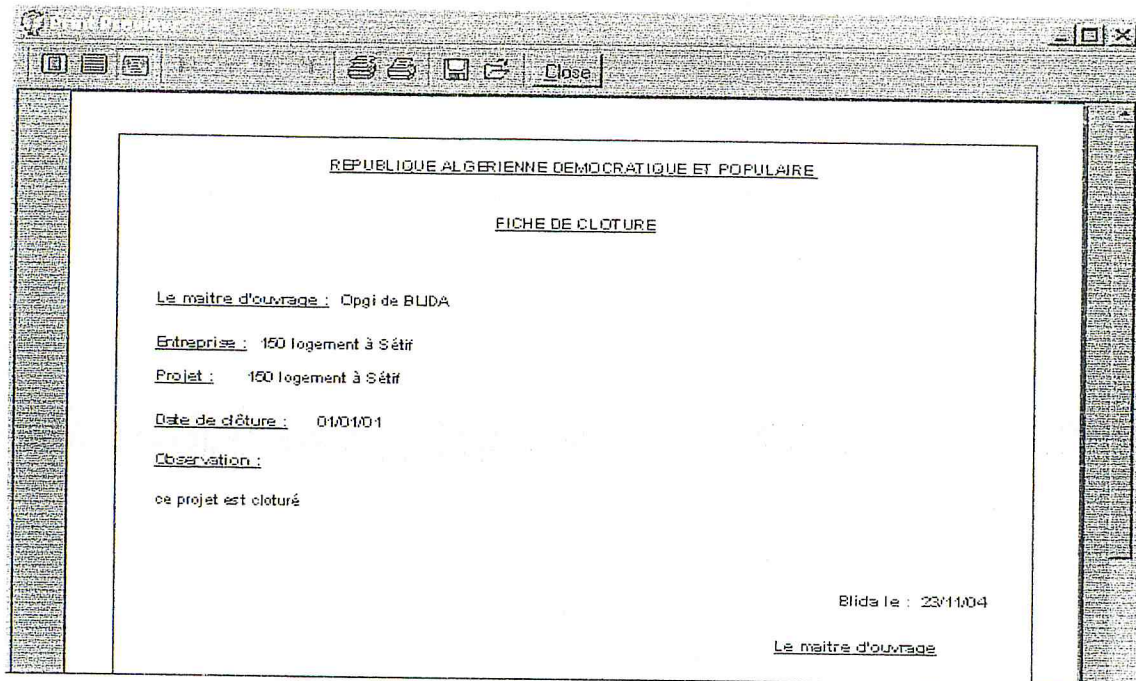 Print Preview
Close
REPUBLIQUE ALGERIENNE DEMOCRATIQUE ET POPULAIRE
FICHE DE CLOTURE
Le maitre d'ouvrage : Opgi de BLIDA
Entreprise : 150 logement à Sétif
Projet : 150 logement à Sétif
Date de clôture : 01/01/01
Observation :
ce projet est cloturé
Blida le : 23/11/04
Le maitre d'ouvrage